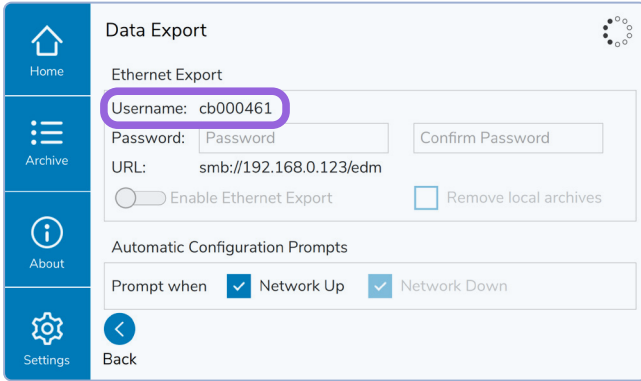 Home
Archive
About
Settings
Data Export
Ethernet Export
Username: cb000461
Password: Password Confirm Password
URL: smb://192.168.0.123/edm
Enable Ethernet Export Remove local archives
Automatic Configuration Prompts
Prompt when Network Up Network Down
Back